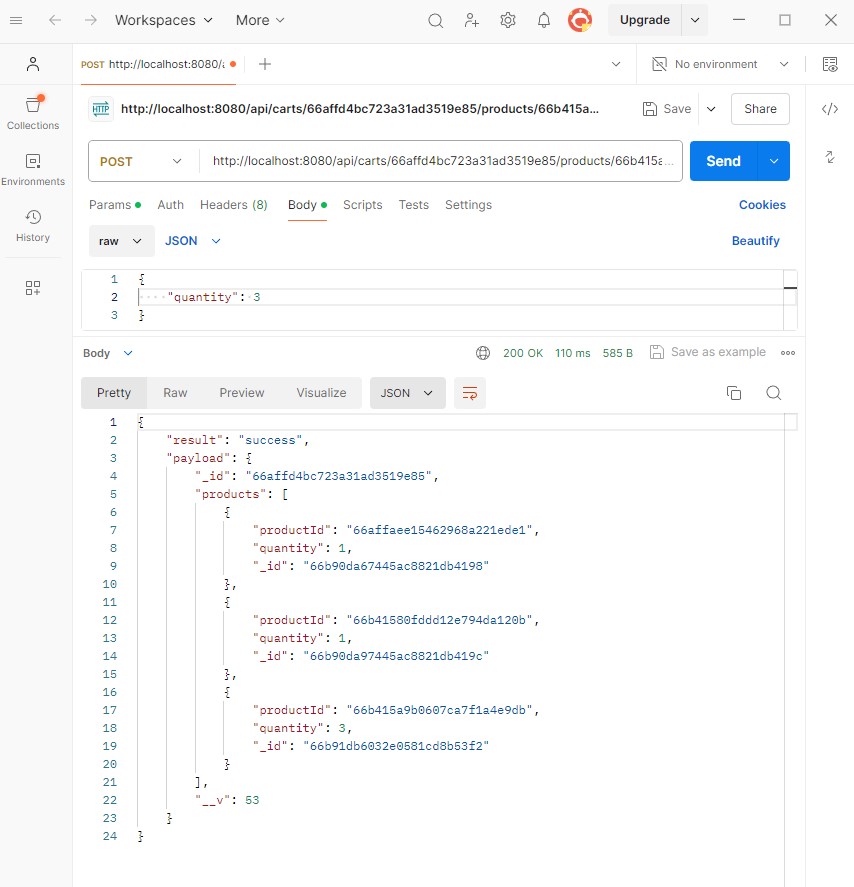 Workspaces More Upgrade
POST http://localhost:8080/a No environment
HTTP http://localhost:8080/api/carts/66affd4bc723a31ad3519e85/products/66b415a... Save Share
Collections
POST http://localhost:8080/api/carts/66affd4bc723a31ad3519e85/products/66b415a... Send
Environments
Params Auth Headers (8) Body Scripts Tests Settings Cookies
History
raw JSON Beautify
1 {
2 "quantity": 3
3 }
Body 200 OK 110 ms 585 B Save as example
Pretty Raw Preview Visualize JSON
1 {
2 "result": "success",
3 "payload": {
4 "_id": "66affd4bc723a31ad3519e85",
5 "products": [
6 {
7 "productId": "66affaee15462968a221ede1",
8 "quantity": 1,
9 "_id": "66b90da67445ac8821db4198"
10 },
11 {
12 "productId": "66b41580fddd12e794da120b",
13 "quantity": 1,
14 "_id": "66b90da97445ac8821db419c"
15 },
16 {
17 "productId": "66b415a9b0607ca7f1a4e9db",
18 "quantity": 3,
19 "_id": "66b91db6032e0581cd8b53f2"
20 }
21 ],
22 "__v": 53
23 }
24 }